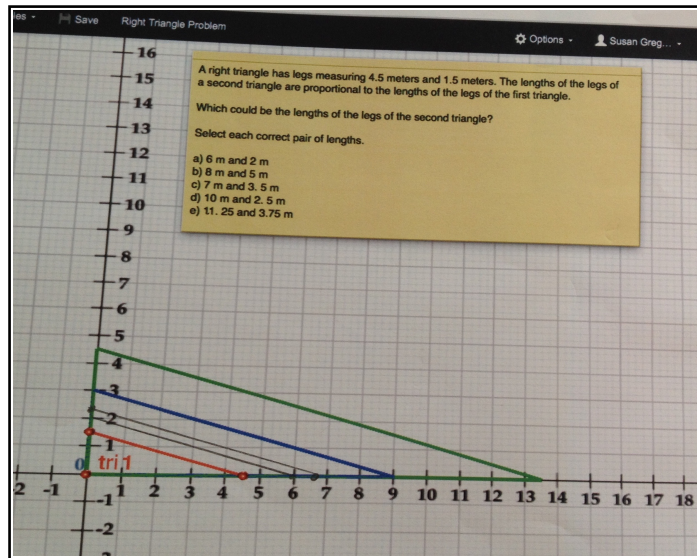 ies Save Right Triangle Problem Options Susan Greg...
A right triangle has legs measuring 4.5 meters and 1.5 meters. The lengths of the legs of
a second triangle are proportional to the lengths of the legs of the first triangle.
Which could be the lengths of the legs of the second triangle?
Select each correct pair of lengths.
a) 6 m and 2 m
b) 8 m and 5 m
c) 7 m and 3. 5 m
d) 10 m and 2. 5 m
e) 11. 25 and 3.75 m
16
15
14
13
12
11
10
9
8
7
6
5
4
3
2
1
0 tri 1
-2 -1 1 2 3 4 5 6 7 8 9 10 11 12 13 14 15 16 17 18
-1
-2